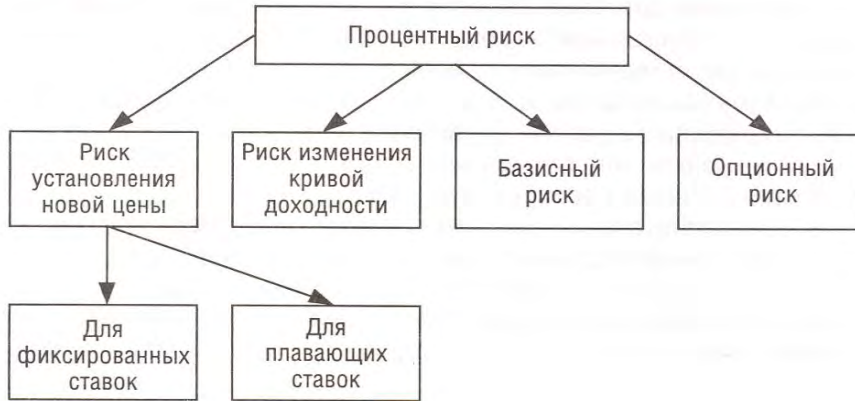 Процентный риск
Риск
установления
новой цены
Риск изменения
кривой
доходности
Базисный
риск
Опционный
риск
Для
фиксированных
ставок
Для
плавающих
ставок